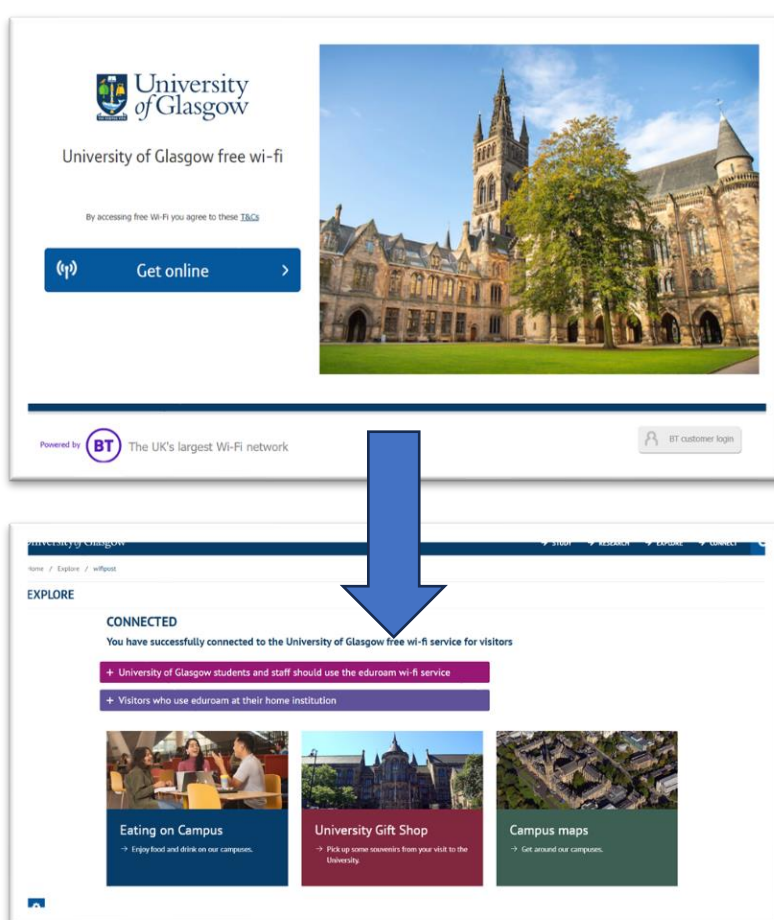 University
of Glasgow
University of Glasgow free wi-fi
By accessing free Wi-Fi you agree to these T&Cs
Get online
Powered by BT The UK's largest Wi-Fi network
BT customer login
University of Glasgow
STUDY RESEARCH EXPLORE CONNECT
Home / Explore / wifipost
EXPLORE
CONNECTED
You have successfully connected to the University of Glasgow free wi-fi service for visitors
+ University of Glasgow students and staff should use the eduroam wi-fi service
+ Visitors who use eduroam at their home institution
Eating on Campus
→ Enjoy food and drink on our campuses.
University Gift Shop
→ Pick up some souvenirs from your visit to the
University.
Campus maps
→ Get around our campuses.